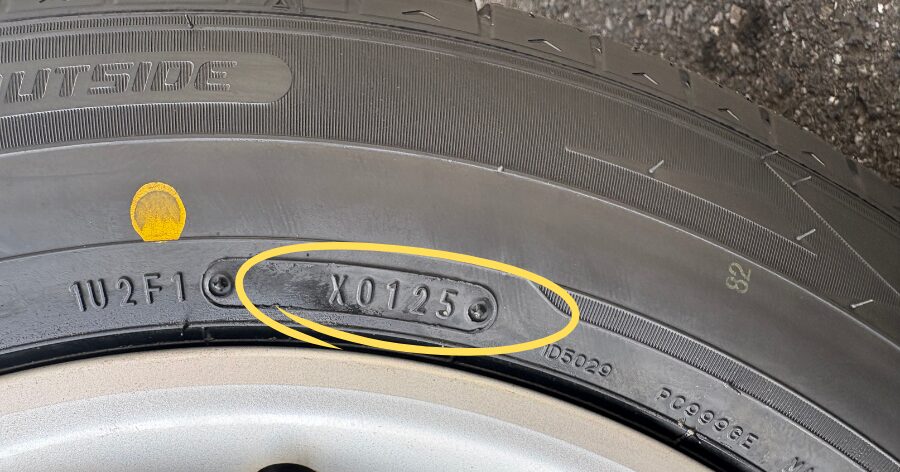 OUTSIDE
1U2F1 X0125
82
ID5029
PC9996E